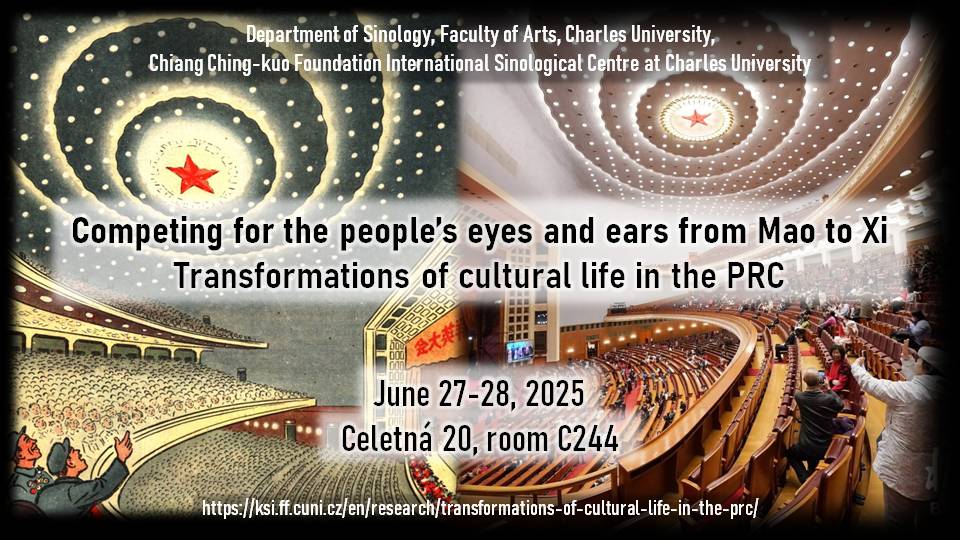 Department of Sinology, Faculty of Arts, Charles University,
Chiang Ching-kuo Foundation International Sinological Centre at Charles University
Competing for the people's eyes and ears from Mao to Xi
Transformations of cultural life in the PRC
英大会
June 27-28, 2025
Celetná 20, room C244
https://ksi.ff.cuni.cz/en/research/transformations-of-cultural-life-in-the-prc/